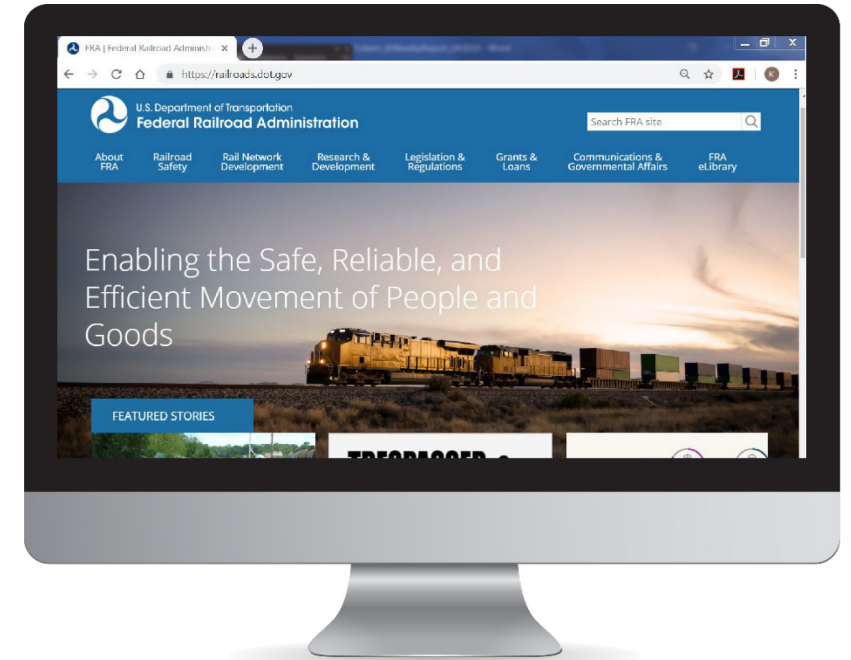 FRA | Federal Railroad Administr
https://railroads.dot.gov
K
U.S. Department of Transportation
Federal Railroad Administration
Search FRA site
About
FRA
Railroad
Safety
Rail Network
Development
Research &
Development
Legislation &
Regulations
Grants &
Loans
Communications &
Governmental Affairs
FRA
eLibrary
Enabling the Safe, Reliable, and
Efficient Movement of People and
Goods
FEATURED STORIES
TRESPASSER